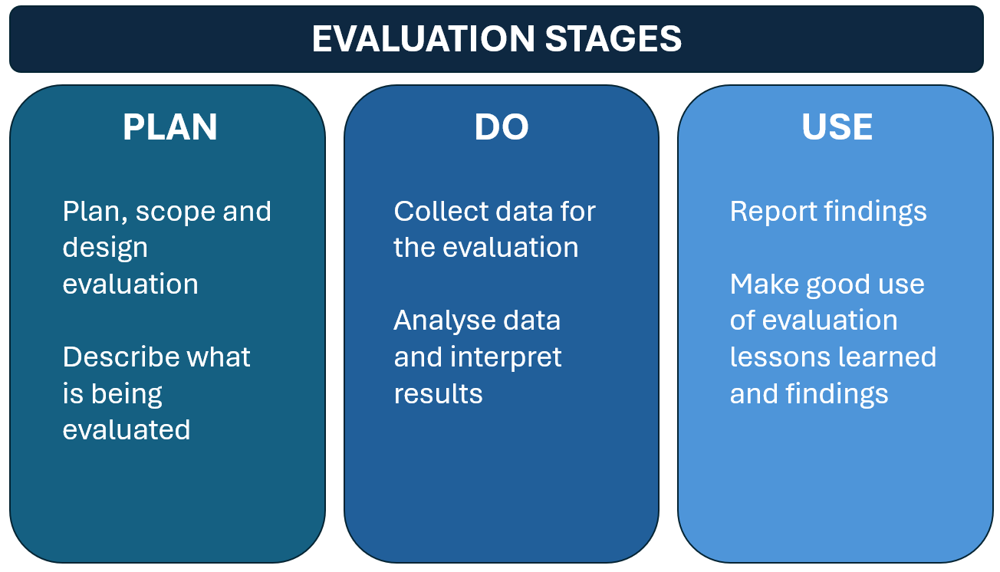 EVALUATION STAGES
PLAN
Plan, scope and
design
evaluation
Describe what
is being
evaluated
DO
Collect data for
the evaluation
Analyse data
and interpret
results
USE
Report findings
Make good use
of evaluation
lessons learned
and findings